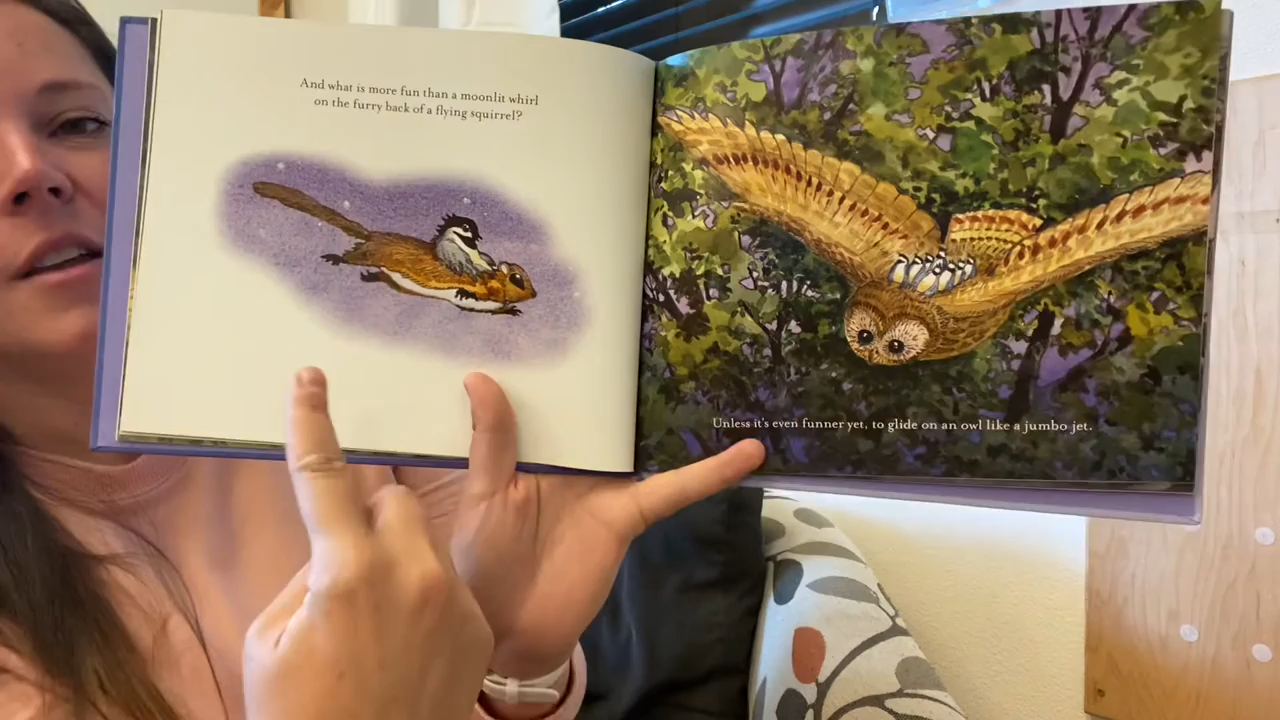 And what is more fun than a moonlit whirl
on the furry back of a flying squirrel?
Unless it's even funner yet, to glide on an owl like a jumbo jet.